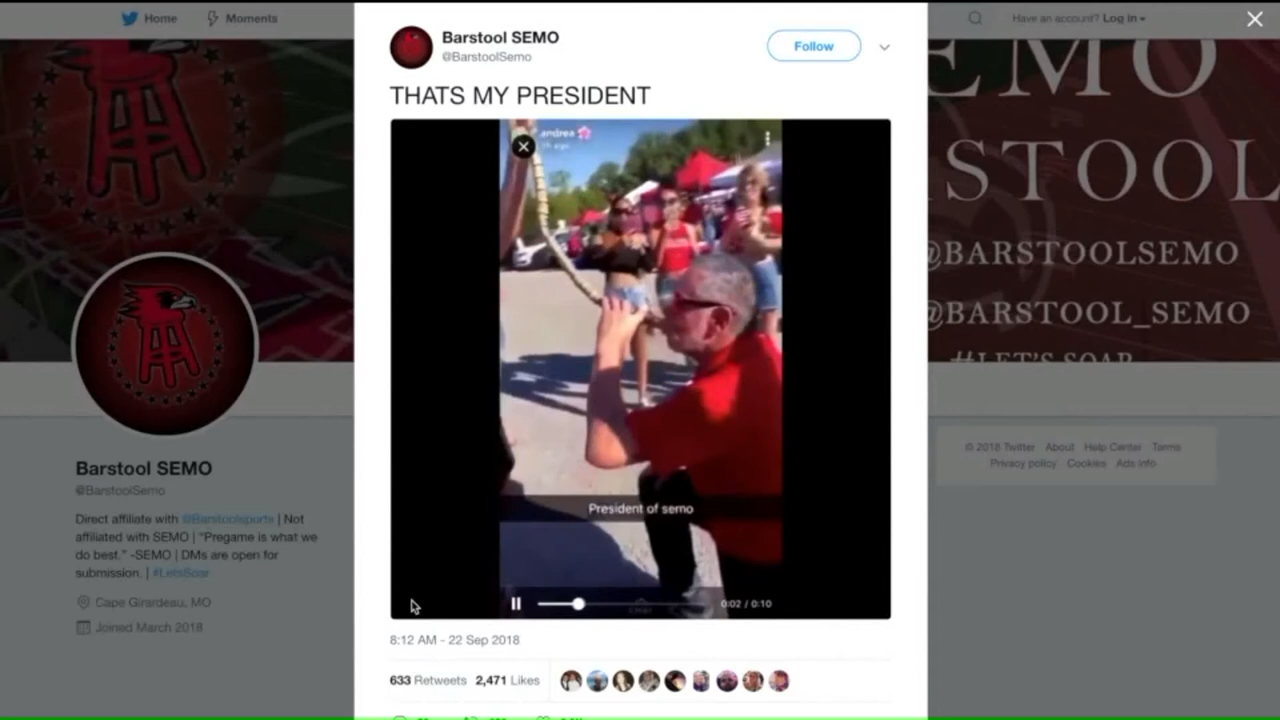 Home
Moments
Have an account? Log in
Barstool SEMO
@BarstoolSemo
Follow
THATS MY PRESIDENT
andrea
President of semo
0:02 / 0:10
8:12 AM - 22 Sep 2018
633 Retweets 2,471 Likes
Barstool SEMO
@BarstoolSemo
Direct affiliate with @Barstoolsports | Not
affiliated with SEMO | "Pregame is what we
do best." -SEMO | DMs are open for
submission. | #LetsSoar
Cape Girardeau, MO
Joined March 2018
EMO
STOOL
@BARSTOOLSEMO
@BARSTOOL_SEMO
#LET'S SOAR
© 2018 Twitter About Help Center Terms
Privacy policy Cookies Ads info